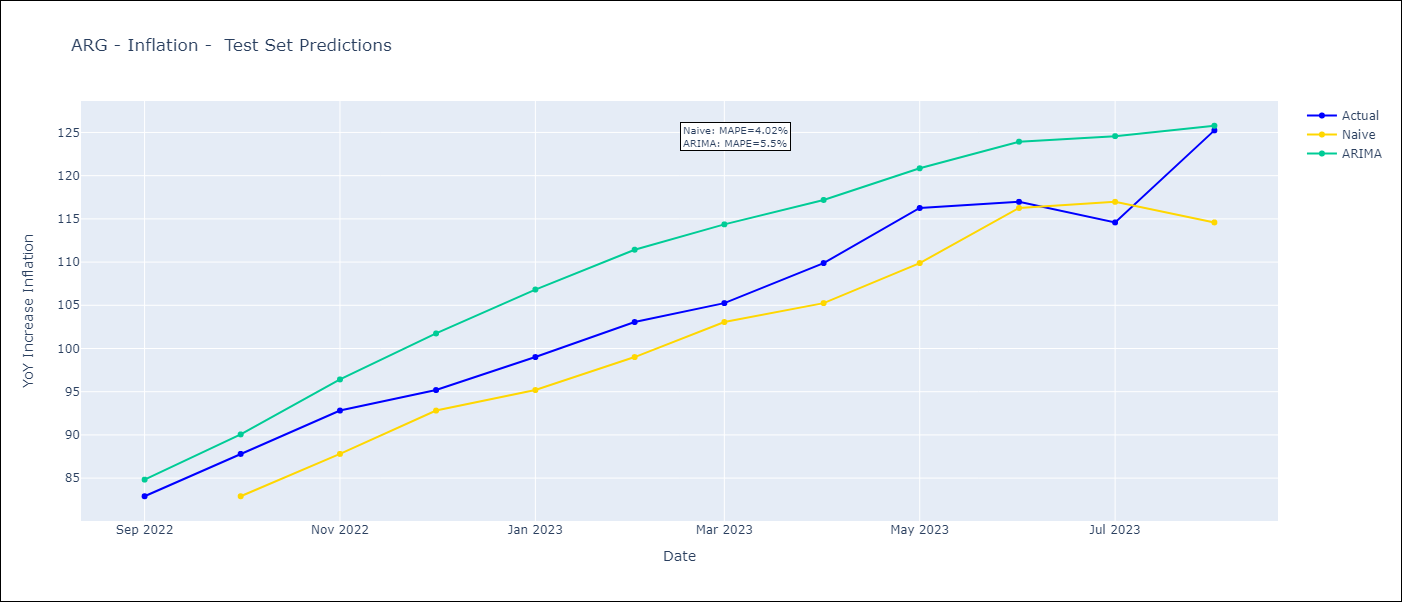 ARG - Inflation -  Test Set Predictions
Naive: MAPE=4.02%
ARIMA: MAPE=5.5%
Actual
Naive
ARIMA
YoY Increase Inflation
125
120
115
110
105
100
95
90
85
Sep 2022
Nov 2022
Jan 2023
Mar 2023
May 2023
Jul 2023
Date